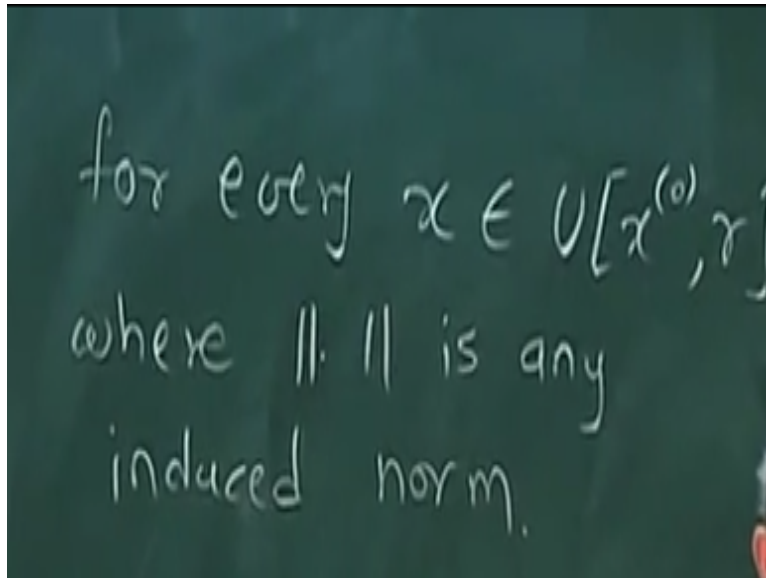 for every x ∈ U[x⁽⁰⁾, r]
where ||·|| is any
induced norm.